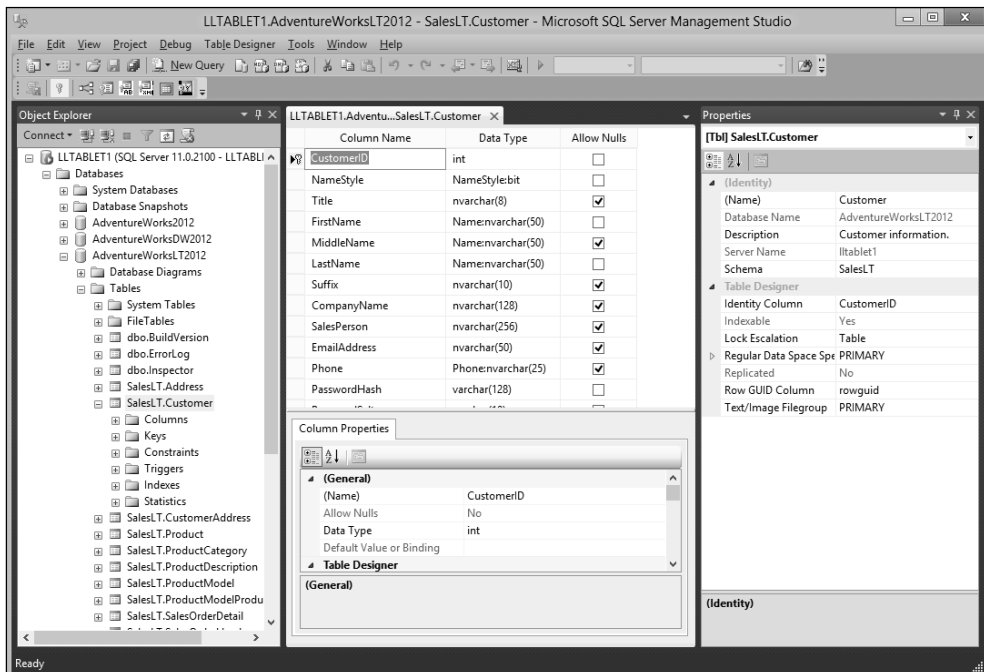 LLTABLET1.AdventureWorksLT2012 - SalesLT.Customer - Microsoft SQL Server Management Studio
File Edit View Project Debug Table Designer Tools Window Help
New Query
Object Explorer
Connect
LLTABLET1 (SQL Server 11.0.2100 - LLTABLI
Databases
System Databases
Database Snapshots
AdventureWorks2012
AdventureWorksDW2012
AdventureWorksLT2012
Database Diagrams
Tables
System Tables
FileTables
dbo.BuildVersion
dbo.ErrorLog
dbo.Inspector
SalesLT.Address
SalesLT.Customer
Columns
Keys
Constraints
Triggers
Indexes
Statistics
SalesLT.CustomerAddress
SalesLT.Product
SalesLT.ProductCategory
SalesLT.ProductDescription
SalesLT.ProductModel
SalesLT.ProductModelProdu
SalesLT.SalesOrderDetail
LLTABLET1.Adventu...SalesLT.Customer
Column Name Data Type Allow Nulls
CustomerID int
NameStyle NameStyle:bit
Title nvarchar(8)
FirstName Name:nvarchar(50)
MiddleName Name:nvarchar(50)
LastName Name:nvarchar(50)
Suffix nvarchar(10)
CompanyName nvarchar(128)
SalesPerson nvarchar(256)
EmailAddress nvarchar(50)
Phone Phone:nvarchar(25)
PasswordHash varchar(128)
Column Properties
(General)
(Name) CustomerID
Allow Nulls No
Data Type int
Default Value or Binding
Table Designer
(General)
Properties
[Tbl] SalesLT.Customer
(Identity)
(Name) Customer
Database Name AdventureWorksLT2012
Description Customer information.
Server Name lltablet1
Schema SalesLT
Table Designer
Identity Column CustomerID
Indexable Yes
Lock Escalation Table
Regular Data Space Spe PRIMARY
Replicated No
Row GUID Column rowguid
Text/Image Filegroup PRIMARY
(Identity)
Ready